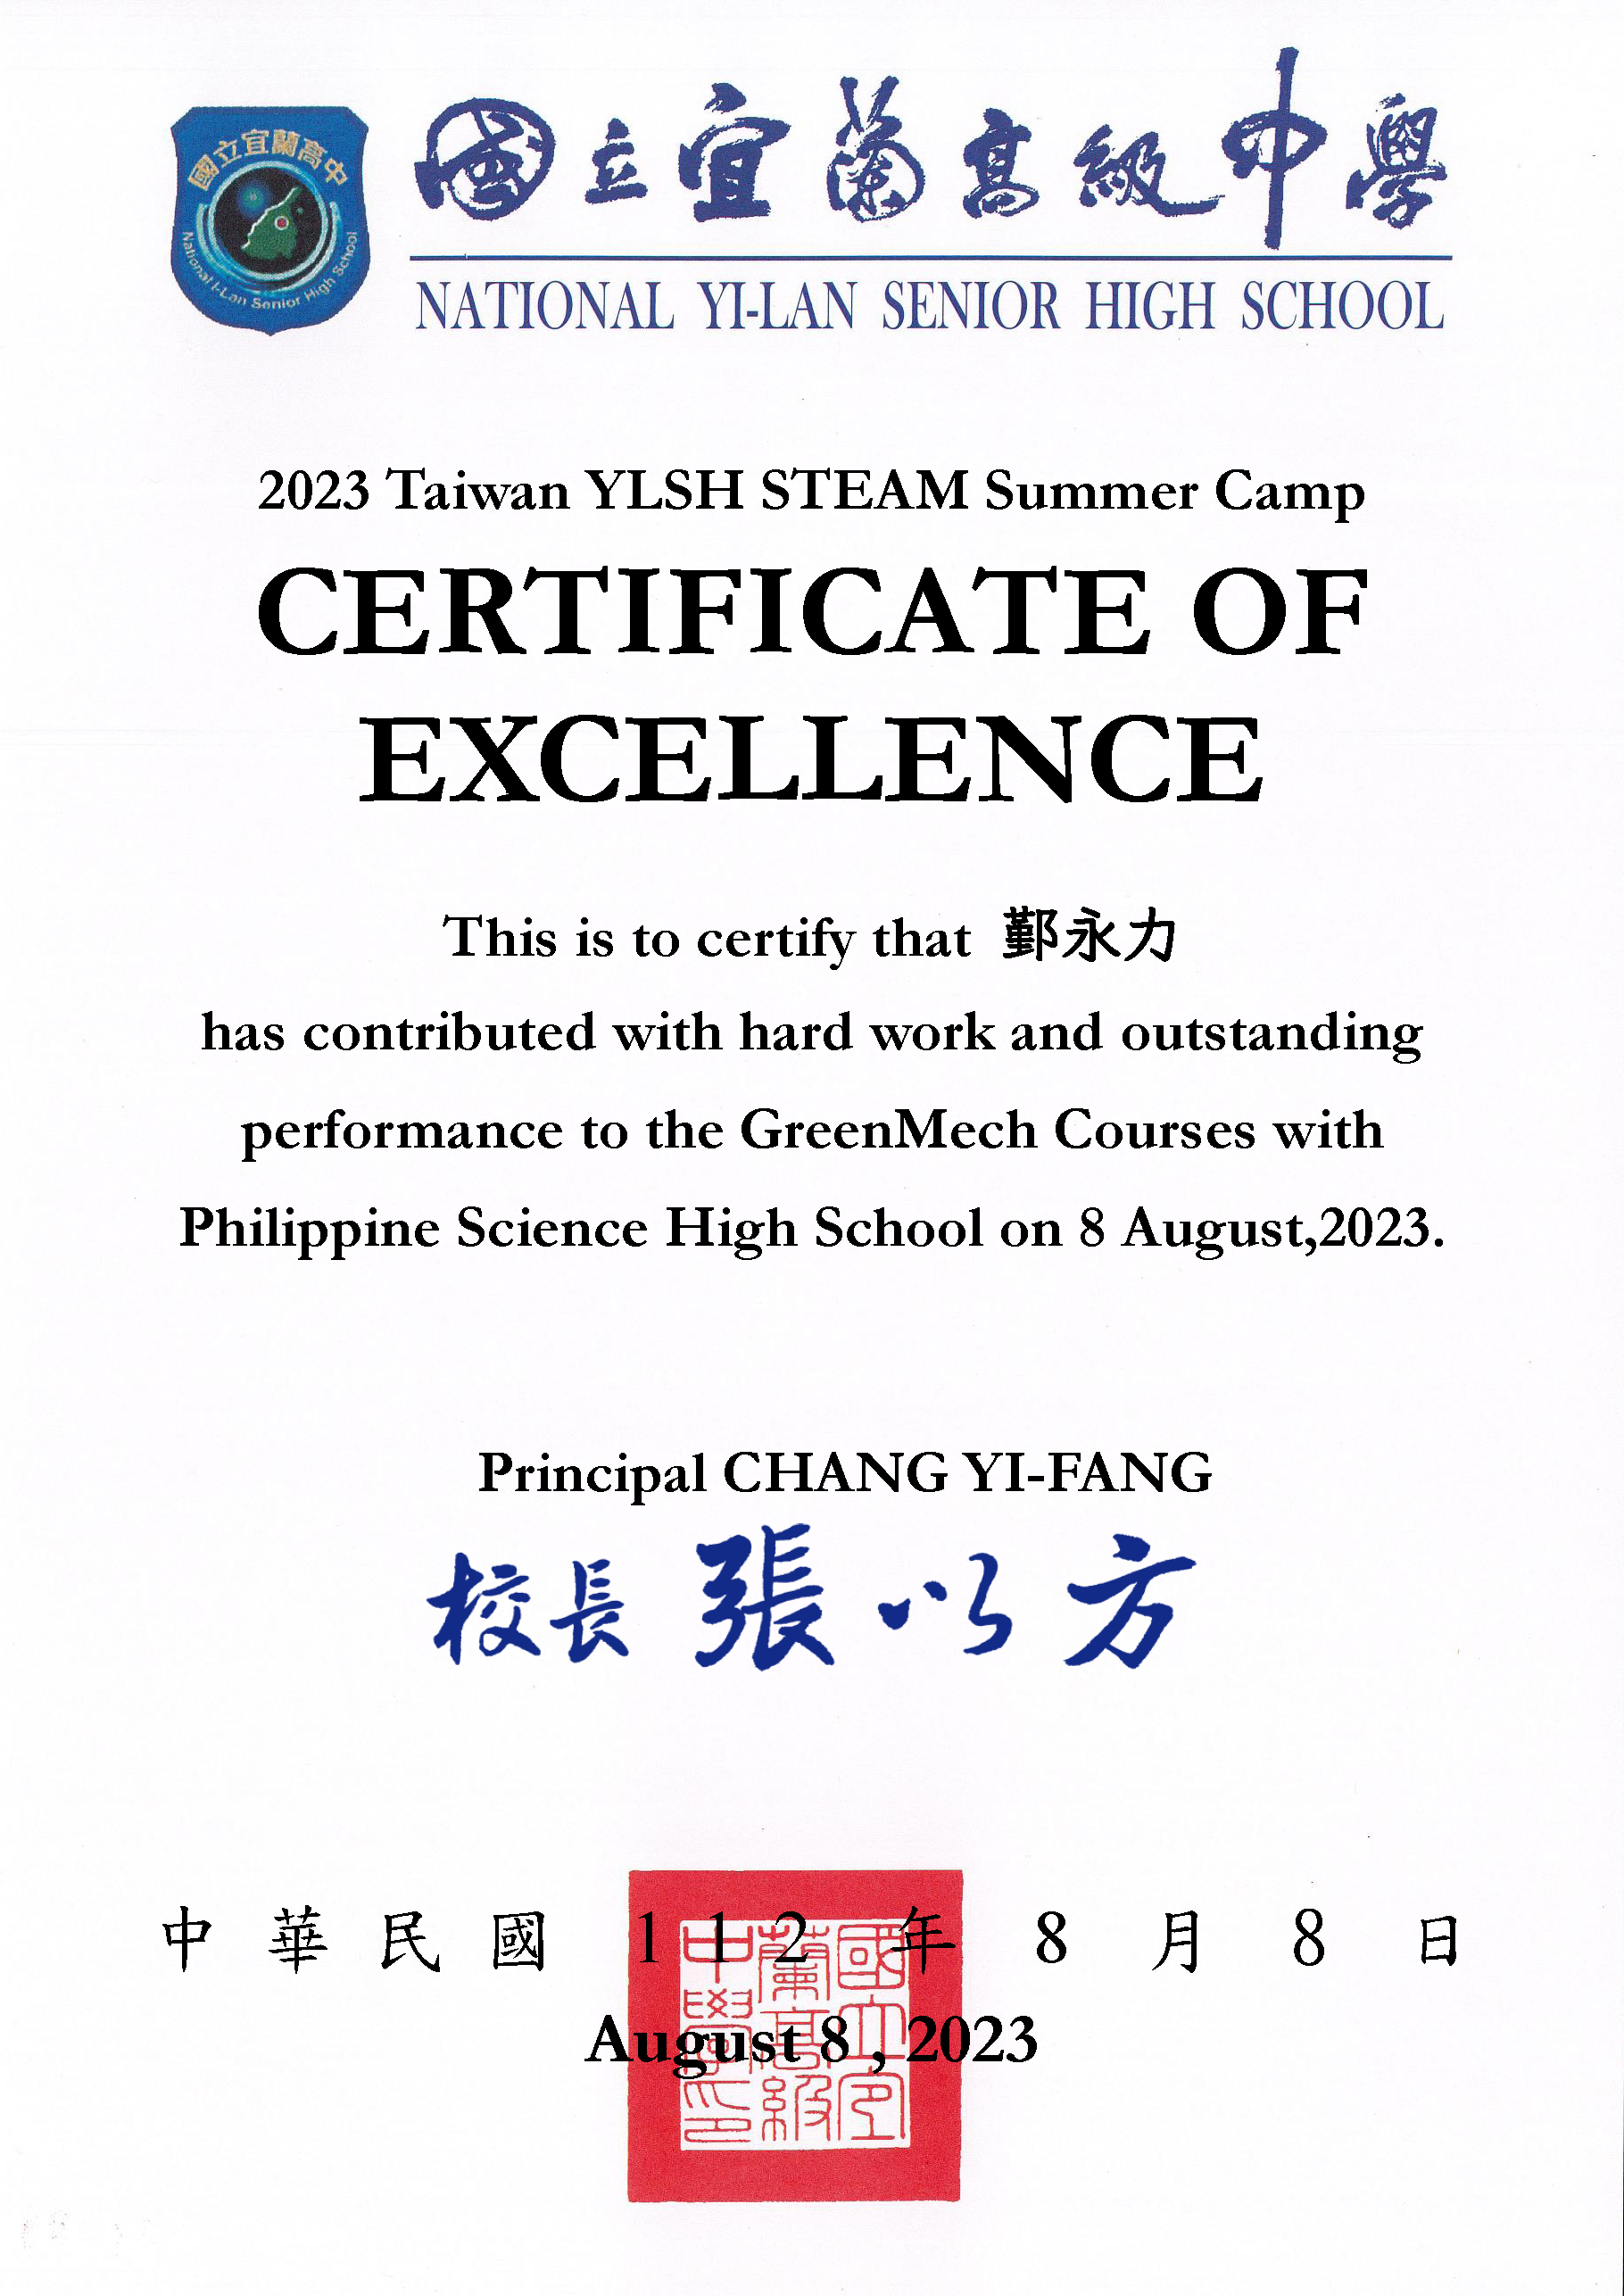 國立宜蘭高中
National I-Lan Senior High School
國立宜蘭高級中學
NATIONAL YI-LAN SENIOR HIGH SCHOOL
2023 Taiwan YLSH STEAM Summer Camp
CERTIFICATE OF
EXCELLENCE
This is to certify that 鄞永力
has contributed with hard work and outstanding
performance to the GreenMech Courses with
Philippine Science High School on 8 August,2023.
Principal CHANG YI-FANG
校長 張以方
中華民國 112 年 8 月 8 日
August 8 , 2023
國立宜
蘭高級
中學印